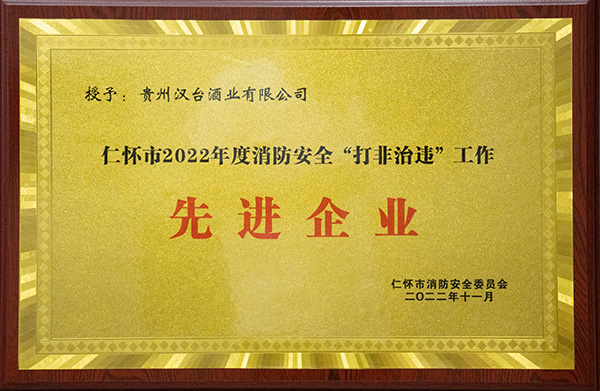 授予：贵州汉台酒业有限公司
仁怀市2022年度消防安全“打非治违”工作
先进企业
仁怀市消防安全委员会
二〇二二年十一月